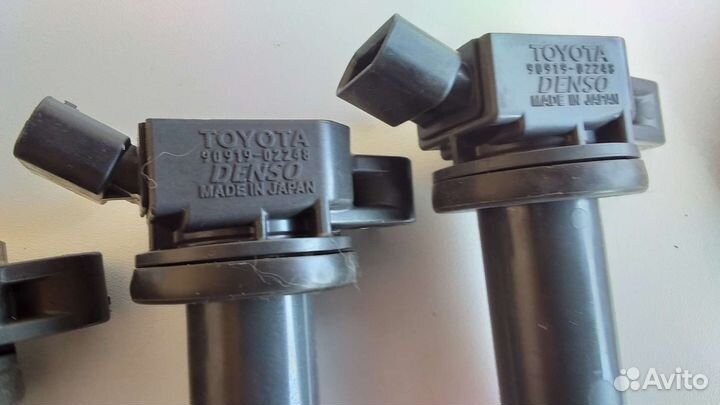 TOYOTA
90919-02248
DENSO
MADE IN JAPAN
TOYOTA
90919-02248
DENSO
MADE IN JAPAN
Avito